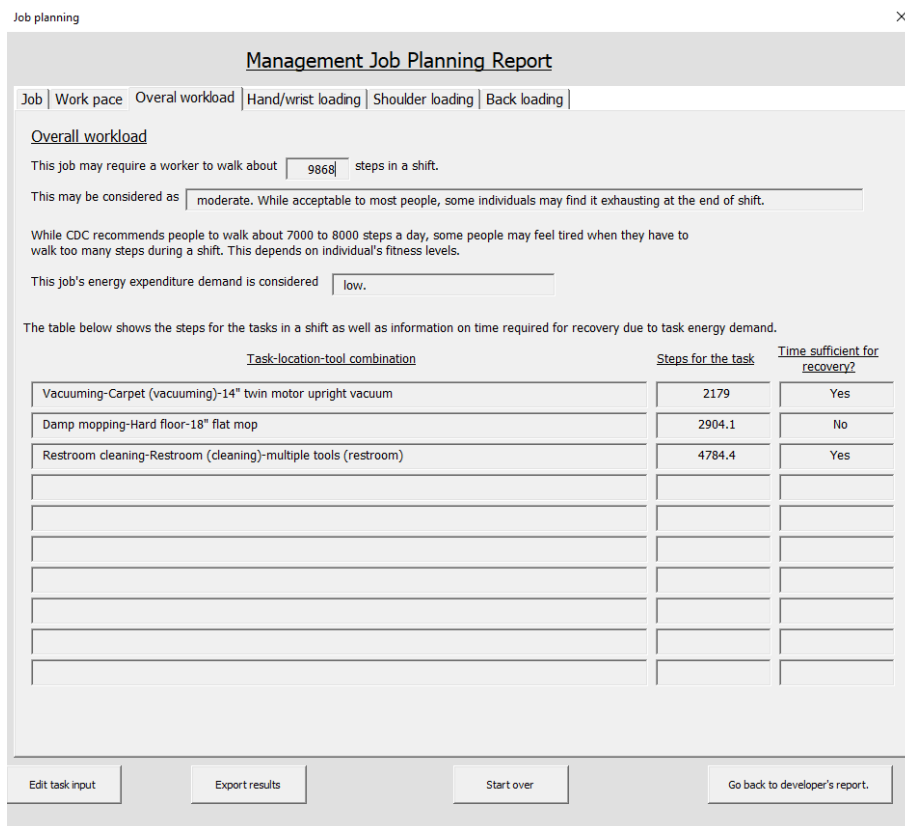 Job planning
Management Job Planning Report
Job Work pace Overal workload Hand/wrist loading Shoulder loading Back loading
Overall workload
This job may require a worker to walk about 9868 steps in a shift.
This may be considered as moderate. While acceptable to most people, some individuals may find it exhausting at the end of shift.
While CDC recommends people to walk about 7000 to 8000 steps a day, some people may feel tired when they have to
walk too many steps during a shift. This depends on individual's fitness levels.
This job's energy expenditure demand is considered low.
The table below shows the steps for the tasks in a shift as well as information on time required for recovery due to task energy demand.
Task-location-tool combination Steps for the task Time sufficient for
recovery?
Vacuuming-Carpet (vacuuming)-14" twin motor upright vacuum 2179 Yes
Damp mopping-Hard floor-18" flat mop 2904.1 No
Restroom cleaning-Restroom (cleaning)-multiple tools (restroom) 4784.4 Yes
Edit task input Export results Start over Go back to developer's report.